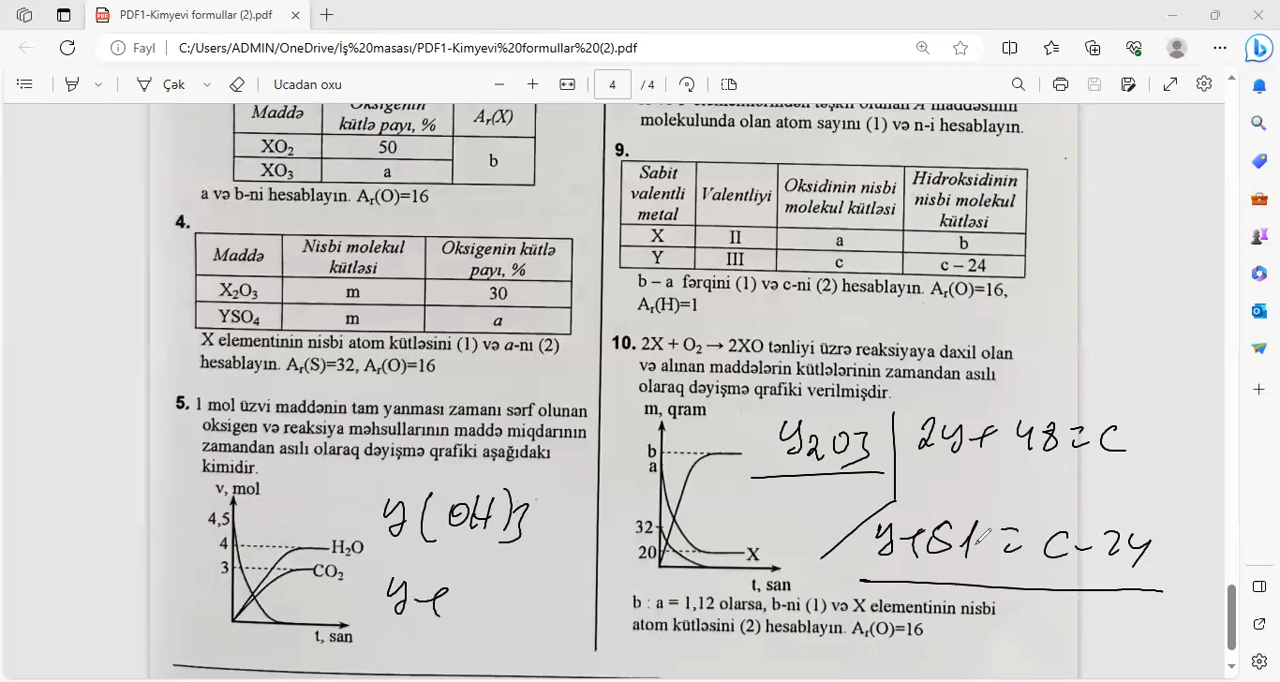 PDF1-Kimyevi formullar (2).pdf
Fayl C:/Users/ADMIN/OneDrive/İş%20masası/PDF1-Kimyevi%20formullar%20(2).pdf
Çək Ucadan oxu 4 / 4
Maddə Oksigenin kütlə payı, % Ar(X)
XO2 50 b
XO3 a
a və b-ni hesablayın. Ar(O)=16
4.
Maddə Nisbi molekul kütləsi Oksigenin kütlə payı, %
X2O3 m 30
YSO4 m a
X elementinin nisbi atom kütləsini (1) və a-nı (2)
hesablayın. Ar(S)=32, Ar(O)=16
5. 1 mol üzvi maddənin tam yanması zamanı sərf olunan
oksigen və reaksiya məhsullarının maddə miqdarının
zamandan asılı olaraq dəyişmə qrafiki aşağıdakı
kimidir.
ν, mol
4,5
4
3
H2O
CO2
t, san
y(OH)3
təşkil olunan A maddəsinin
molekulunda olan atom sayını (1) və n-i hesablayın.
9.
Sabit valentli metal Valentliyi Oksidinin nisbi molekul kütləsi Hidroksidinin nisbi molekul kütləsi
X II a b
Y III c c – 24
b – a fərqini (1) və c-ni (2) hesablayın. Ar(O)=16,
Ar(H)=1
10. 2X + O2 → 2XO tənliyi üzrə reaksiyaya daxil olan
və alınan maddələrin kütlələrinin zamandan asılı
olaraq dəyişmə qrafiki verilmişdir.
m, qram
b
a
32
20
X
t, san
y2O3
2y+48=c
y+51=c-24
b : a = 1,12 olarsa, b-ni (1) və X elementinin nisbi
atom kütləsini (2) hesablayın. Ar(O)=16